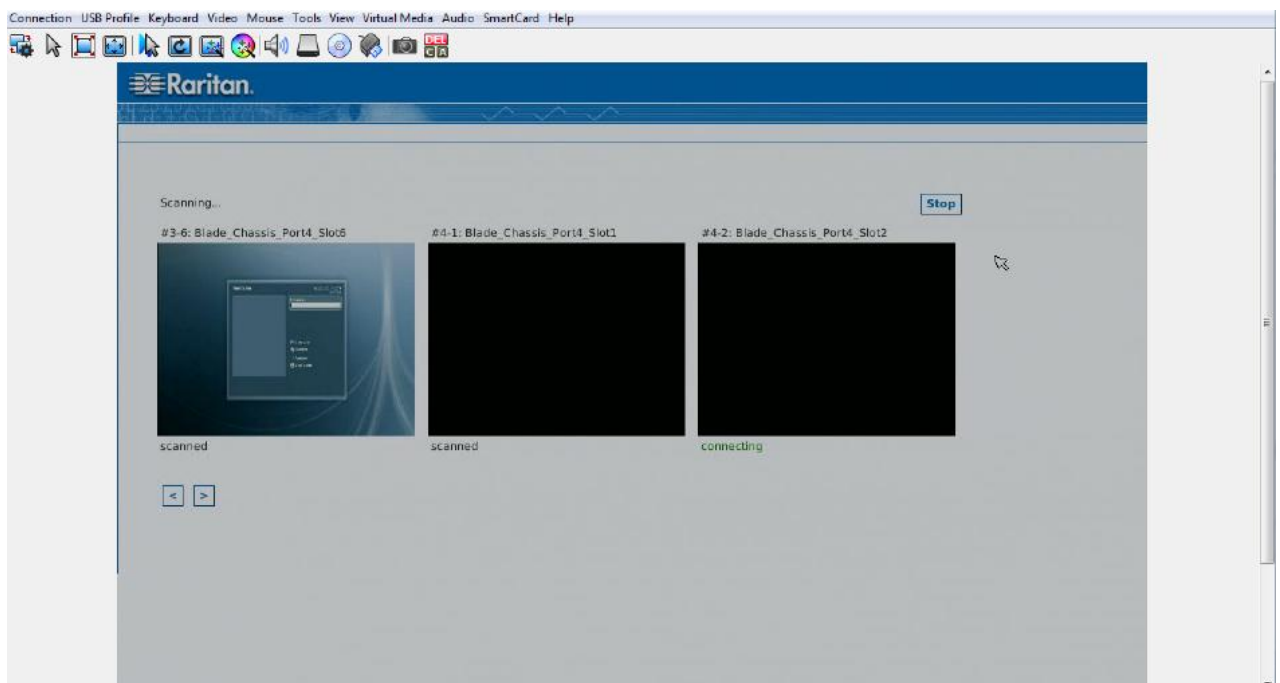 Connection USB Profile Keyboard Video Mouse Tools View Virtual Media Audio SmartCard Help
DEL
C A
Raritan.
Scanning...
Stop
#3-6: Blade_Chassis_Port4_Slot6
#4-1: Blade_Chassis_Port4_Slot1
#4-2: Blade_Chassis_Port4_Slot2
scanned
scanned
connecting
< >